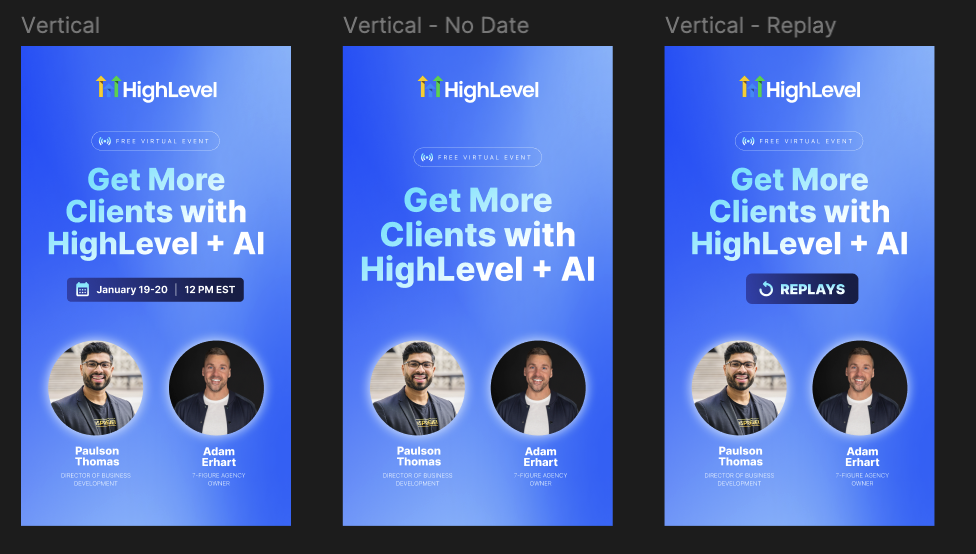 Vertical
HighLevel
FREE VIRTUAL EVENT
Get More
Clients with
HighLevel + AI
January 19-20 | 12 PM EST
Paulson
Thomas
DIRECTOR OF BUSINESS
DEVELOPMENT
Adam
Erhart
7-FIGURE AGENCY
OWNER
Vertical - No Date
HighLevel
FREE VIRTUAL EVENT
Get More
Clients with
HighLevel + AI
Paulson
Thomas
DIRECTOR OF BUSINESS
DEVELOPMENT
Adam
Erhart
7-FIGURE AGENCY
OWNER
Vertical - Replay
HighLevel
FREE VIRTUAL EVENT
Get More
Clients with
HighLevel + AI
REPLAYS
Paulson
Thomas
DIRECTOR OF BUSINESS
DEVELOPMENT
Adam
Erhart
7-FIGURE AGENCY
OWNER